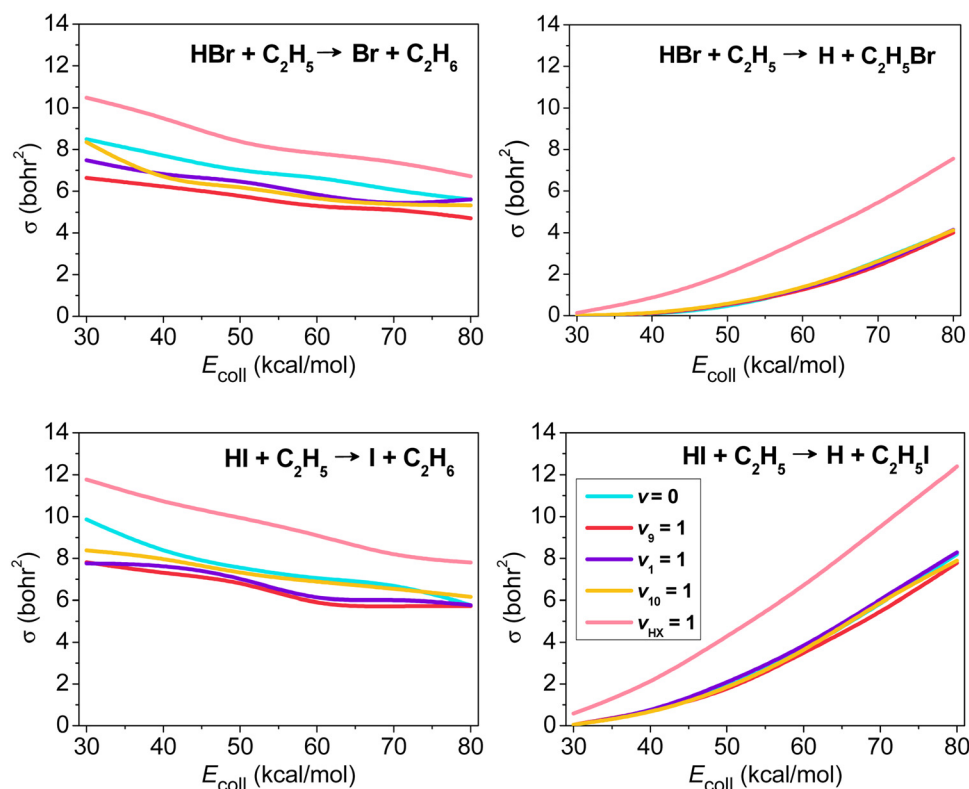 HBr + C₂H₅ → Br + C₂H₆
σ (bohr²)
14
12
10
8
6
4
2
0
30 40 50 60 70 80
E_coll (kcal/mol)
HBr + C₂H₅ → H + C₂H₅Br
σ (bohr²)
14
12
10
8
6
4
2
0
30 40 50 60 70 80
E_coll (kcal/mol)
HI + C₂H₅ → I + C₂H₆
σ (bohr²)
14
12
10
8
6
4
2
0
30 40 50 60 70 80
E_coll (kcal/mol)
HI + C₂H₅ → H + C₂H₅I
v = 0
v₉ = 1
v₁ = 1
v₁₀ = 1
v_HX = 1
σ (bohr²)
14
12
10
8
6
4
2
0
30 40 50 60 70 80
E_coll (kcal/mol)